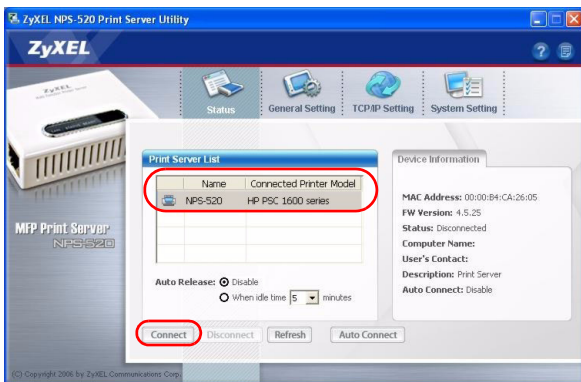 ZyXEL NPS-520 Print Server Utility
ZyXEL
ZyXEL
Status
General Setting
TCP/IP Setting
System Setting
Print Server List
Name Connected Printer Model
NPS-520 HP PSC 1600 series
Auto Release: Disable
When idle time 5 minutes
Connect Disconnect Refresh Auto Connect
Device Information
MAC Address: 00:00:B4:CA:26:05
FW Version: 4.5.25
Status: Disconnected
Computer Name:
User's Contact:
Description: Print Server
Auto Connect: Disable
MFP Print Server
NPS-520
(C) Copyright 2006 by ZyXEL Communications Corp.